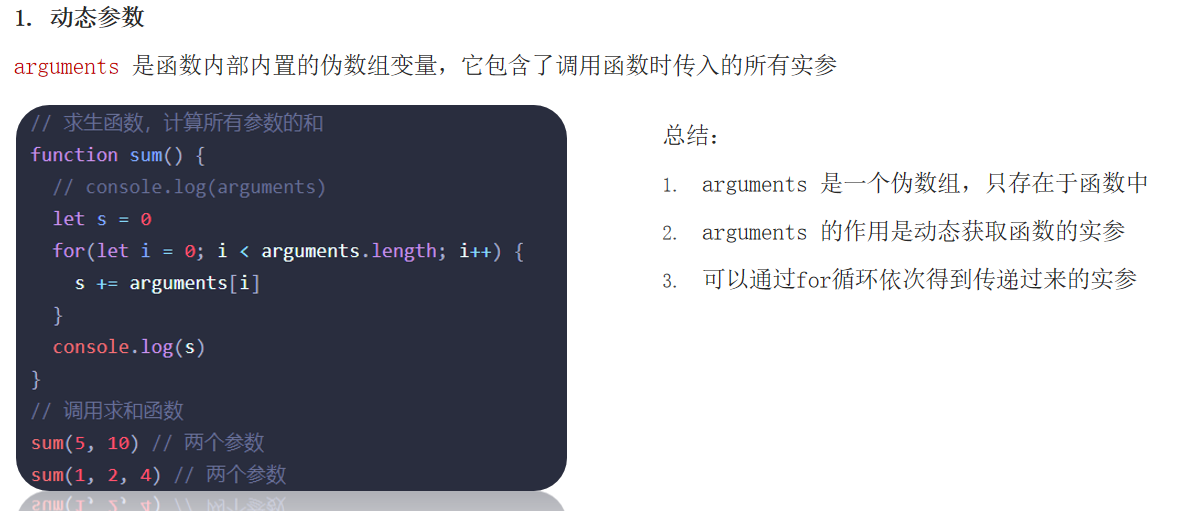 1. 动态参数
arguments 是函数内部内置的伪数组变量，它包含了调用函数时传入的所有实参
// 求生函数，计算所有参数的和
function sum() {
  // console.log(arguments)
  let s = 0
  for(let i = 0; i < arguments.length; i++) {
    s += arguments[i]
  }
  console.log(s)
}
// 调用求和函数
sum(5, 10) // 两个参数
sum(1, 2, 4) // 两个参数
总结：
1. arguments 是一个伪数组，只存在于函数中
2. arguments 的作用是动态获取函数的实参
3. 可以通过for循环依次得到传递过来的实参